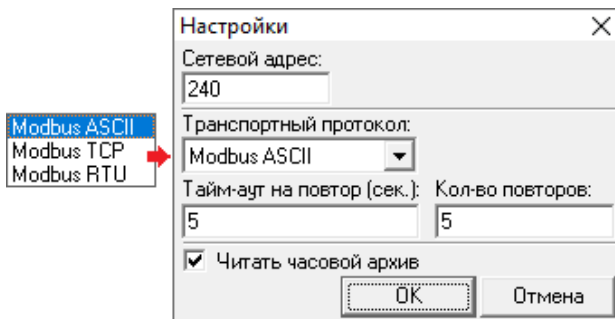 Настройки
Сетевой адрес:
240
Modbus ASCII
Modbus TCP
Modbus RTU
Транспортный протокол:
Modbus ASCII
Тайм-аут на повтор (сек.): Кол-во повторов:
5 5
Читать часовой архив
OK Отмена